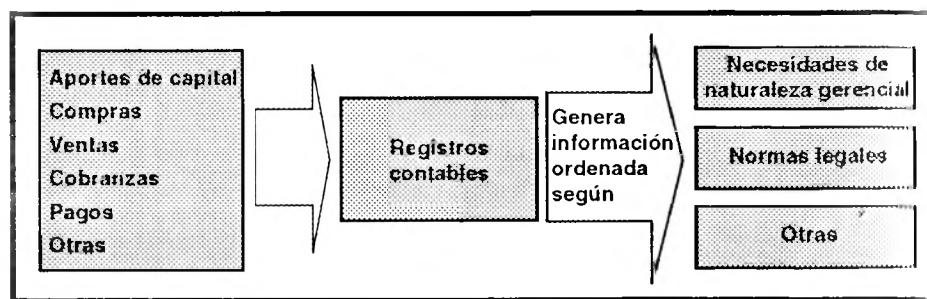 Aportes de capital
Compras
Ventas
Cobranzas
Pagos
Otras
Registros
contables
Genera
información
ordenada
según
Necesidades de
naturaleza gerencial
Normas legales
Otras